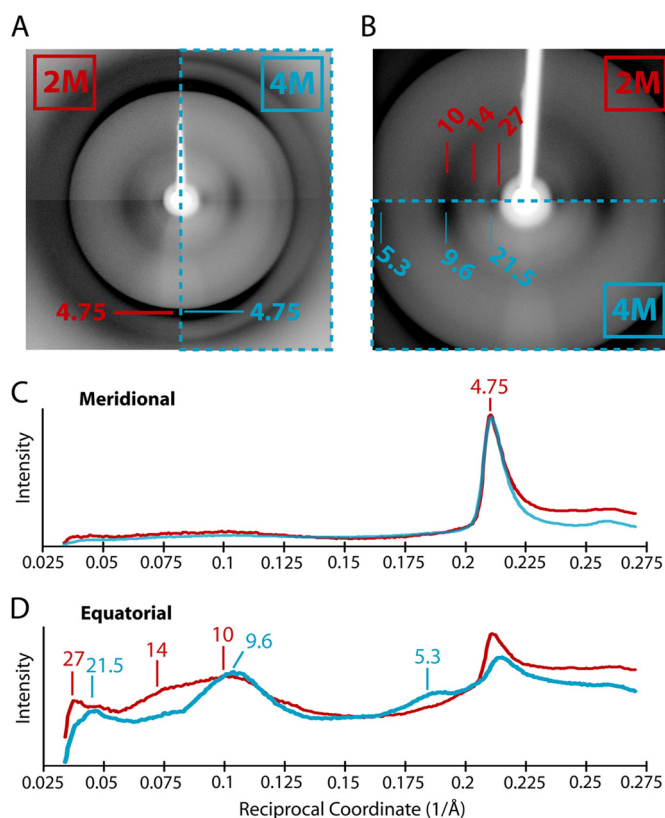 A
B
2M
4M
4.75
4.75
2M
10
14
27
5.3
9.6
21.5
4M
C
Meridional
4.75
Intensity
0.025 0.05 0.075 0.1 0.125 0.15 0.175 0.2 0.225 0.25 0.275
D
Equatorial
27
21.5
14
10
9.6
5.3
Intensity
0.025 0.05 0.075 0.1 0.125 0.15 0.175 0.2 0.225 0.25 0.275
Reciprocal Coordinate (1/Å)